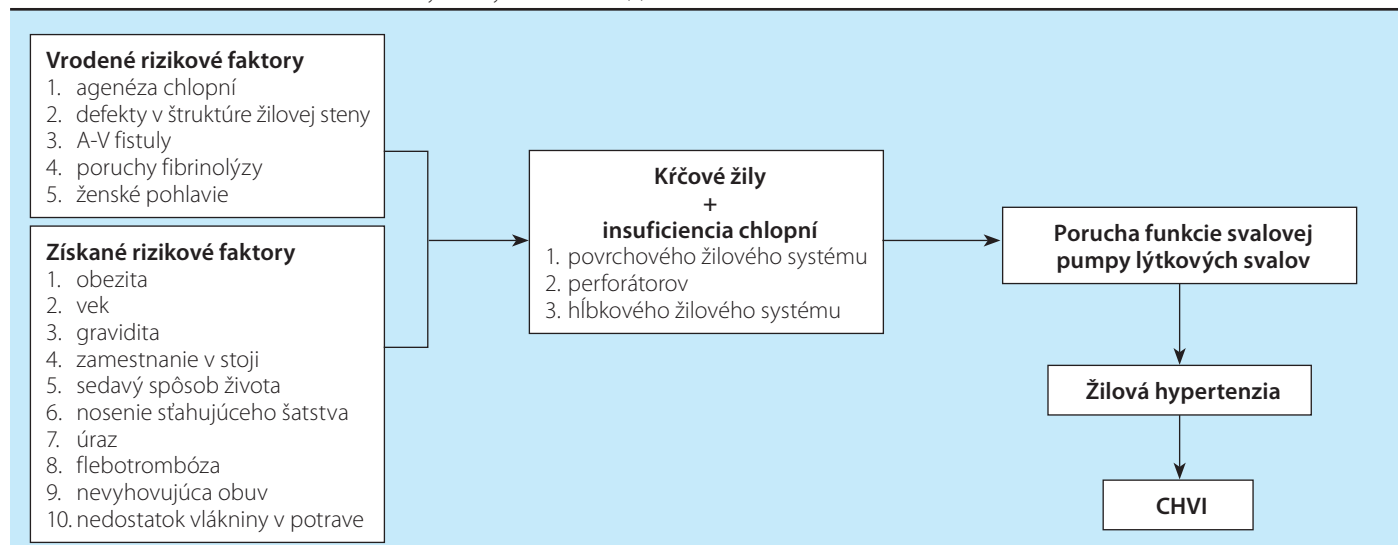 Vrodené rizikové faktory
1. agenéza chlopní
2. defekty v štruktúre žilovej steny
3. A-V fistuly
4. poruchy fibrinolýzy
5. ženské pohlavie
Získané rizikové faktory
1. obezita
2. vek
3. gravidita
4. zamestnanie v stoji
5. sedavý spôsob života
6. nosenie sťahujúceho šatstva
7. úraz
8. flebotrombóza
9. nevyhovujúca obuv
10. nedostatok vlákniny v potrave
Kŕčové žily
+
insuficiencia chlopní
1. povrchového žilového systému
2. perforátorov
3. hĺbkového žilového systému
Porucha funkcie svalovej
pumpy lýtkových svalov
Žilová hypertenzia
CHVI